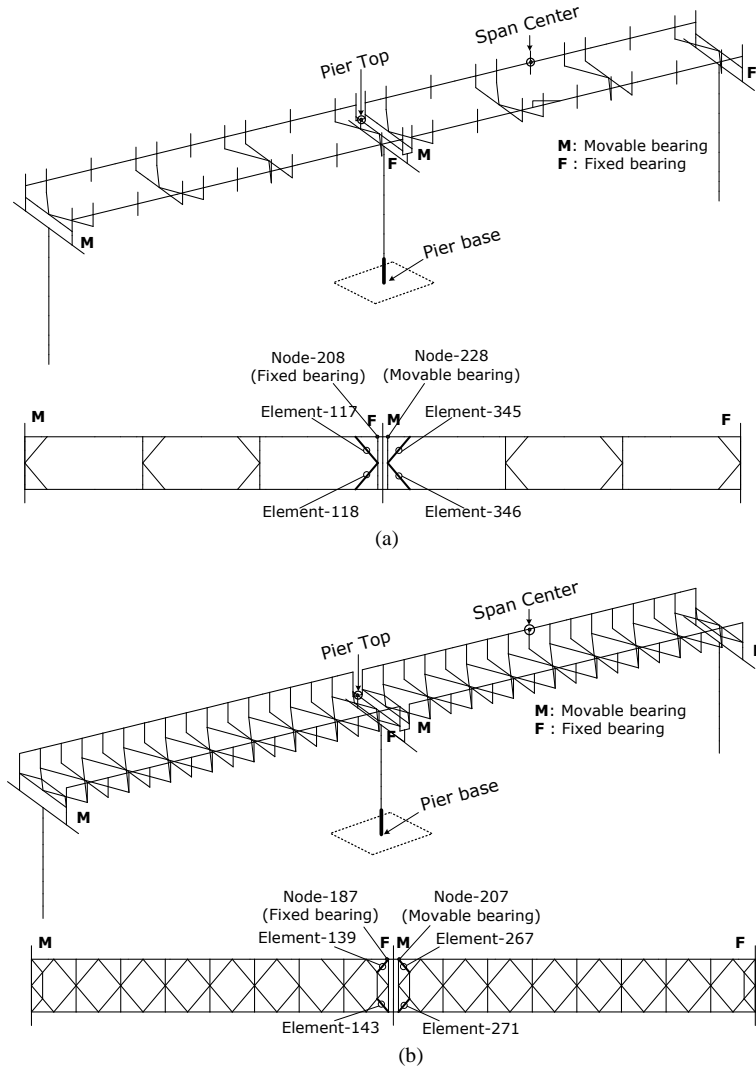 Span Center
Pier Top
F
M: Movable bearing
F : Fixed bearing
F
M
M
Pier base
Node-208
(Fixed bearing)
Node-228
(Movable bearing)
M
Element-117
F
M
Element-345
F
Element-118
Element-346
(a)
Span Center
Pier Top
F
M: Movable bearing
F : Fixed bearing
M
F
M
Pier base
Node-187
(Fixed bearing)
Node-207
(Movable bearing)
M
Element-139
F
M
Element-267
F
Element-143
Element-271
(b)